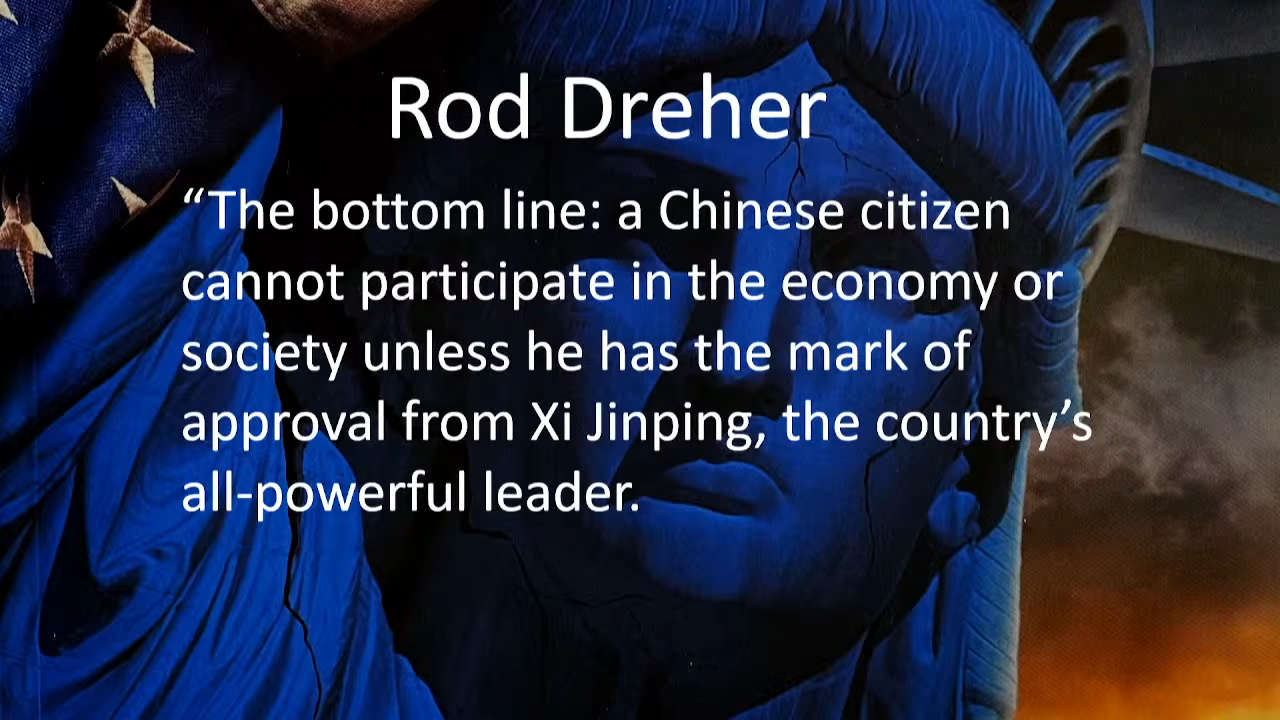 Rod Dreher
“The bottom line: a Chinese citizen
cannot participate in the economy or
society unless he has the mark of
approval from Xi Jinping, the country’s
all-powerful leader.